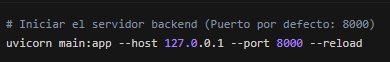 # Iniciar el servidor backend (Puerto por defecto: 8000)
uvicorn main:app --host 127.0.0.1 --port 8000 --reload